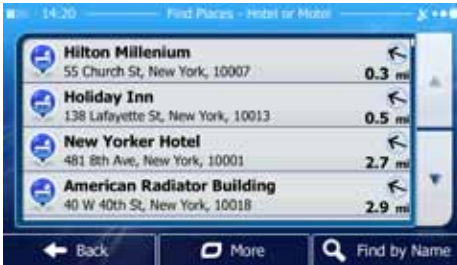 14:20 Find Places - Hotel or Motel
Hilton Millenium
55 Church St, New York, 10007
0.3 mi
Holiday Inn
138 Lafayette St, New York, 10013
0.5 mi
New Yorker Hotel
481 8th Ave, New York, 10001
2.7 mi
American Radiator Building
40 W 40th St, New York, 10018
2.9 mi
Back More Find by Name